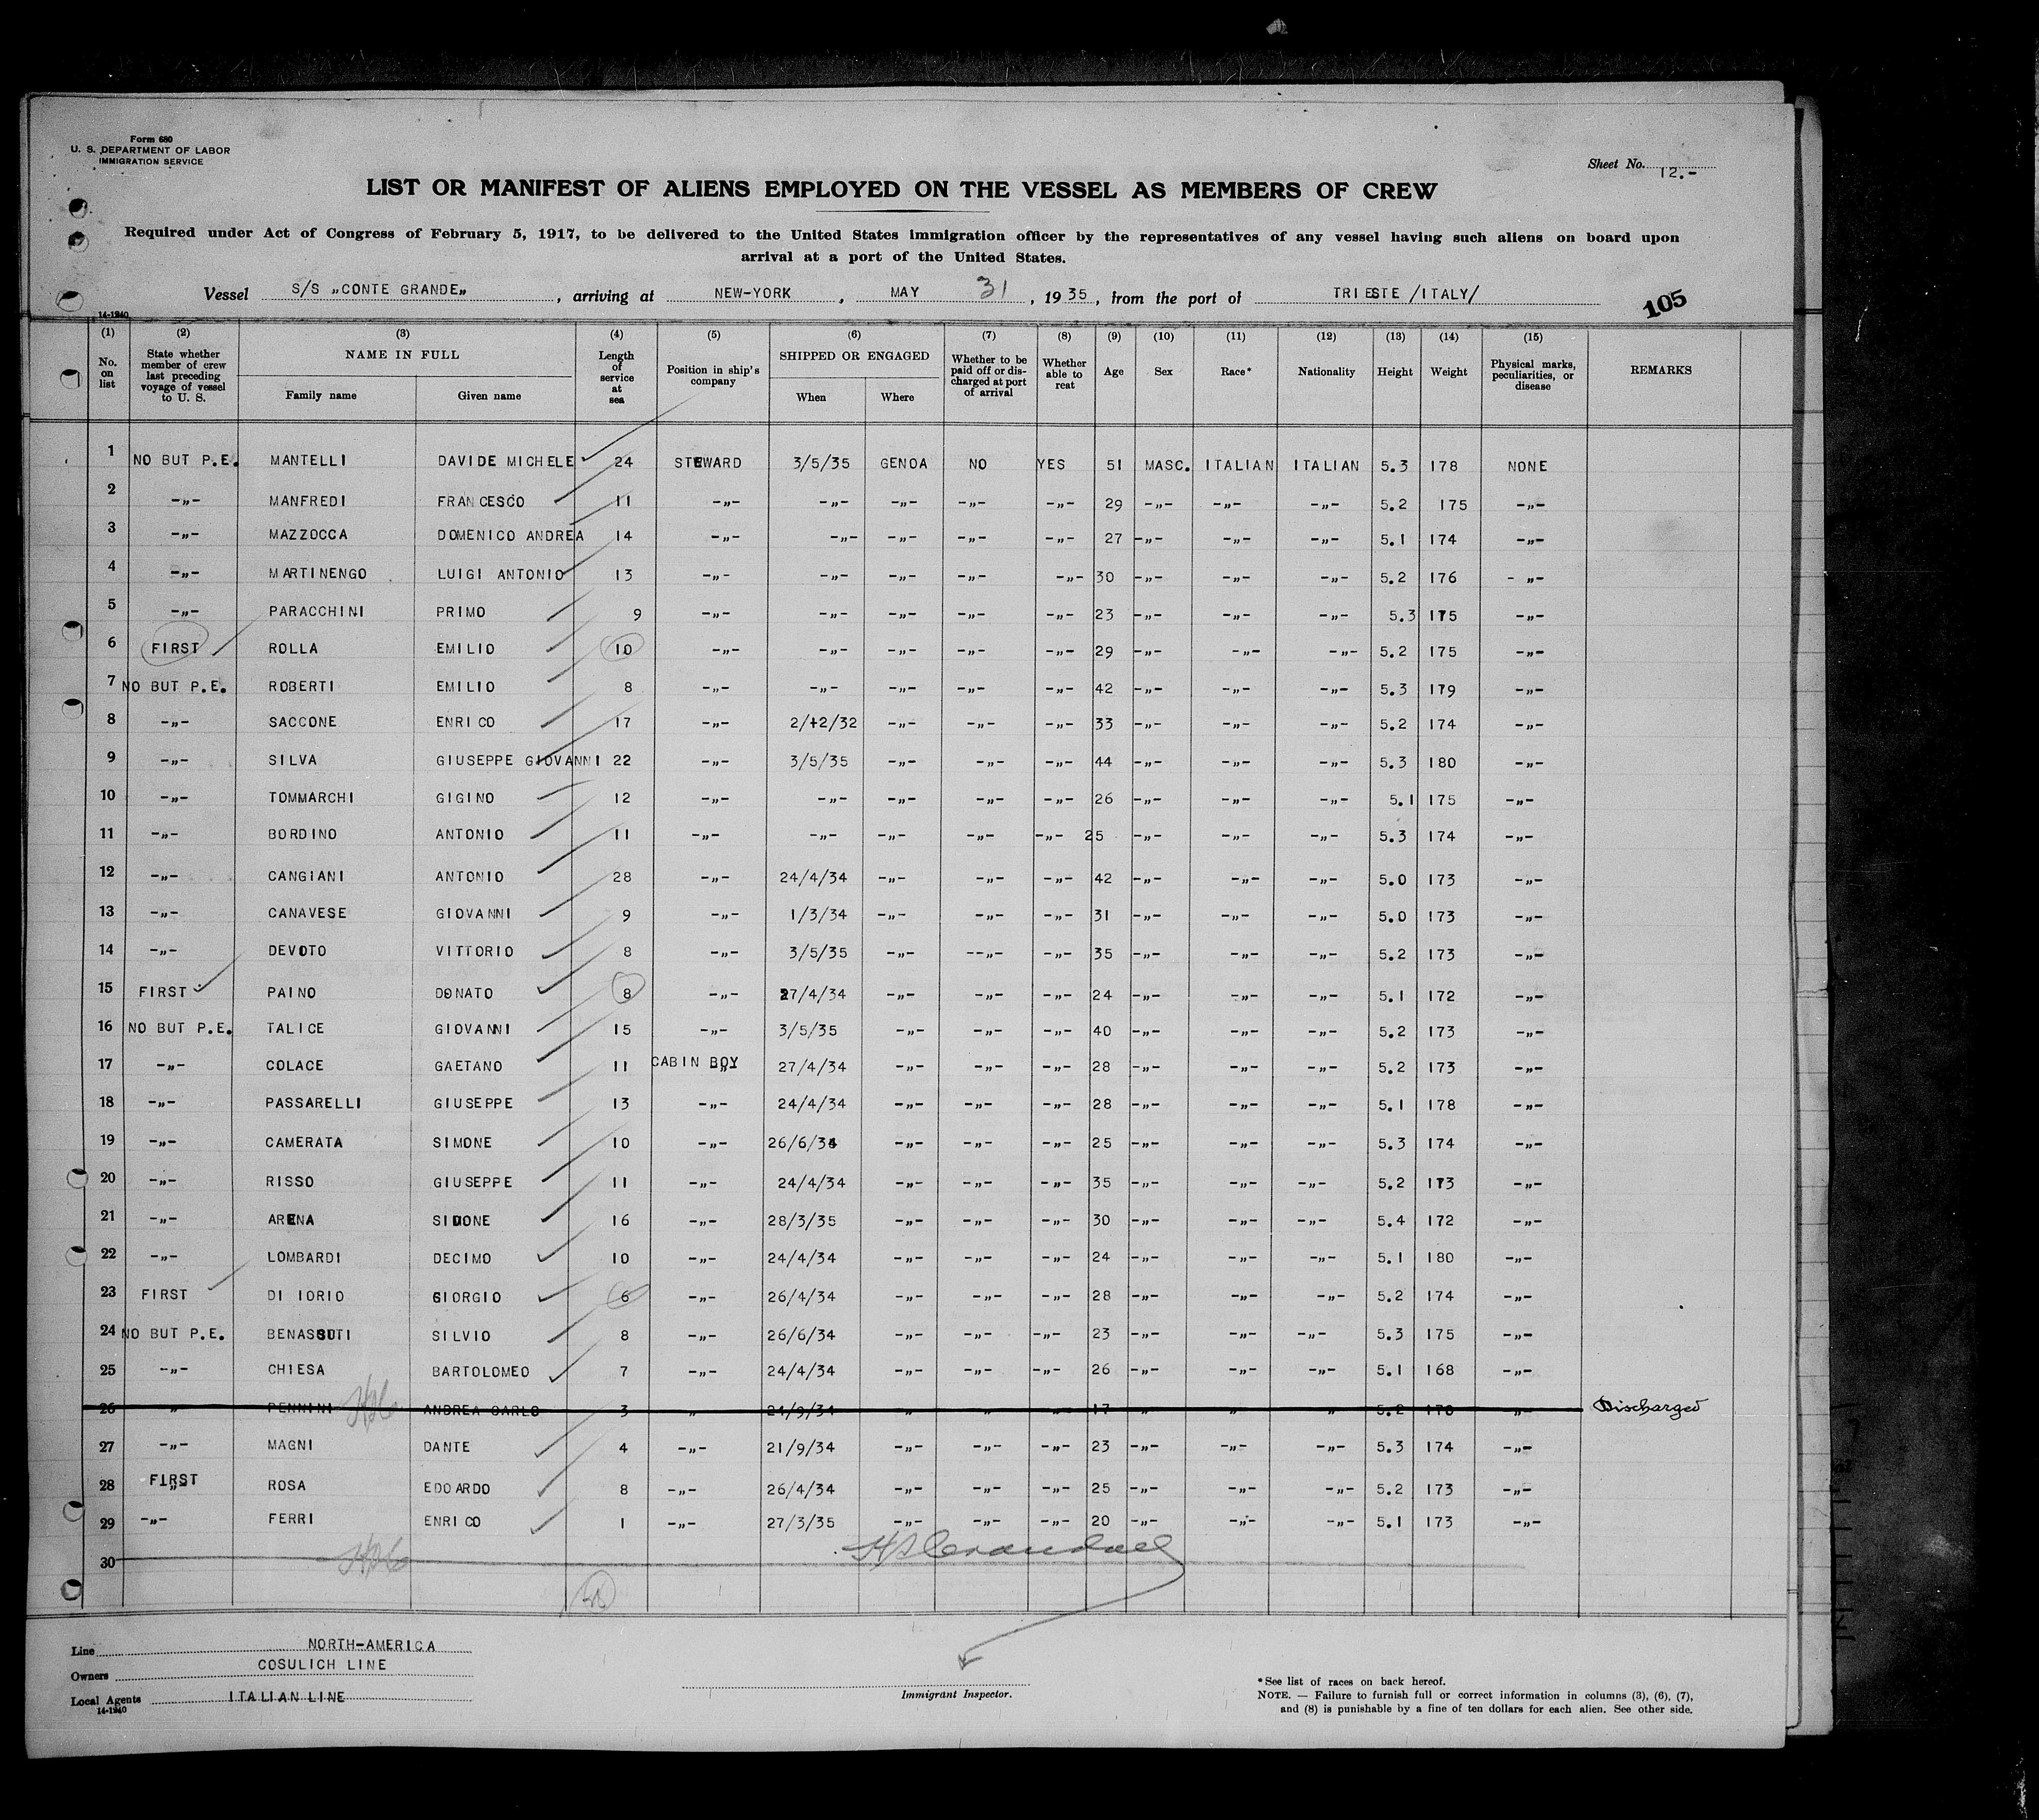 Form 680
U. S. DEPARTMENT OF LABOR
IMMIGRATION SERVICE
Sheet No. 12.-
LIST OR MANIFEST OF ALIENS EMPLOYED ON THE VESSEL AS MEMBERS OF CREW
Required under Act of Congress of February 5, 1917, to be delivered to the United States immigration officer by the representatives of any vessel having such aliens on board upon
arrival at a port of the United States.
Vessel S/S „CONTE GRANDE„ , arriving at NEW-YORK , MAY 31 , 1935, from the port of TRIESTE /ITALY/
105
14-1240
(1) (2) (3) (4) (5) (6) (7) (8) (9) (10) (11) (12) (13) (14) (15)
No. on list | State whether member of crew last preceding voyage of vessel to U. S. | NAME IN FULL | Family name | Given name | Length of service at sea | Position in ship's company | SHIPPED OR ENGAGED | When | Where | Whether to be paid off or discharged at port of arrival | Whether able to reat | Age | Sex | Race* | Nationality | Height | Weight | Physical marks, peculiarities, or disease | REMARKS
1 NO BUT P.E. MANTELLI DAVIDE MICHELE 24 STEWARD 3/5/35 GENOA NO YES 51 MASC. ITALIAN ITALIAN 5.3 178 NONE
2 -„- MANFREDI FRANCESCO 11 -„- -„- -„- -„- -„- 29 -„- -„- -„- 5.2 175 -„-
3 -„- MAZZOCCA DOMENICO ANDREA 14 -„- -„- -„- -„- -„- 27 -„- -„- -„- 5.1 174 -„-
4 -„- MARTINENGO LUIGI ANTONIO 13 -„- -„- -„- -„- -„- 30 -„- -„- -„- 5.2 176 - „-
5 -„- PARACCHINI PRIMO 9 -„- -„- -„- -„- -„- 23 -„- -„- -„- 5.3 175 -„-
6 FIRST ROLLA EMILIO 10 -„- -„- -„- -„- -„- 29 -„- -„- -„- 5.2 175 -„-
7 NO BUT P.E. ROBERTI EMILIO 8 -„- -„- -„- -„- -„- 42 -„- -„- -„- 5.3 179 -„-
8 -„- SACCONE ENRICO 17 -„- 2/12/32 -„- -„- -„- 33 -„- -„- -„- 5.2 174 -„-
9 -„- SILVA GIUSEPPE GIOVANNI 22 -„- 3/5/35 -„- -„- -„- 44 -„- -„- -„- 5.3 180 -„-
10 -„- TOMMARCHI GIGINO 12 -„- -„- -„- -„- -„- 26 -„- -„- -„- 5.1 175 -„-
11 -„- BORDINO ANTONIO 11 -„- -„- -„- -„- -„- 25 -„- -„- -„- 5.3 174 -„-
12 -„- CANGIANI ANTONIO 28 -„- 24/4/34 -„- -„- -„- 42 -„- -„- -„- 5.0 173 -„-
13 -„- CANAVESE GIOVANNI 9 -„- 1/3/34 -„- -„- -„- 31 -„- -„- -„- 5.0 173 -„-
14 -„- DEVOTO VITTORIO 8 -„- 3/5/35 -„- --„- -„- 35 -„- -„- -„- 5.2 173 -„-
15 FIRST PAINO DONATO 8 -„- 27/4/34 -„- -„- -„- 24 -„- -„- -„- 5.1 172 -„-
16 NO BUT P.E. TALICE GIOVANNI 15 -„- 3/5/35 -„- -„- -„- 40 -„- -„- -„- 5.2 173 -„-
17 -„- COLACE GAETANO 11 CABIN BOY 27/4/34 -„- -„- -„- 28 -„- -„- -„- 5.2 173 -„-
18 -„- PASSARELLI GIUSEPPE 13 -„- 24/4/34 -„- -„- -„- 28 -„- -„- -„- 5.1 178 -„-
19 -„- CAMERATA SIMONE 10 -„- 26/6/34 -„- -„- -„- 25 -„- -„- -„- 5.3 174 -„-
20 -„- RISSO GIUSEPPE 11 -„- 24/4/34 -„- -„- -„- 35 -„- -„- -„- 5.2 173 -„-
21 -„- ARENA SIDONE 16 -„- 28/3/35 -„- -„- -„- 30 -„- -„- -„- 5.4 172 -„-
22 -„- LOMBARDI DECIMO 10 -„- 24/4/34 -„- -„- -„- 24 -„- -„- -„- 5.1 180 -„-
23 FIRST DI IORIO GIORGIO 6 -„- 26/4/34 -„- -„- -„- 28 -„- -„- -„- 5.2 174 -„-
24 NO BUT P.E. BENASSUTI SILVIO 8 -„- 26/6/34 -„- -„- -„- 23 -„- -„- -„- 5.3 175 -„-
25 -„- CHIESA BARTOLOMEO 7 -„- 24/4/34 -„- -„- -„- 26 -„- -„- -„- 5.1 168 -„-
26 „ PENNINI ANDREA CARLO 3 „ 21/9/34 „ „ „ 17 „ „ „ 5.2 170 „ Discharged
27 -„- MAGNI DANTE 4 -„- 21/9/34 -„- -„- -„- 23 -„- -„- -„- 5.3 174 -„-
28 FIRST ROSA EDOARDO 8 -„- 26/4/34 -„- -„- -„- 25 -„- -„- -„- 5.2 173 -„-
29 -„- FERRI ENRICO 1 -„- 27/3/35 -„- -„- -„- 20 -„- -„- -„- 5.1 173 -„-
30
Line NORTH-AMERICA
Owners COSULICH LINE
Local Agents ITALIAN LINE
14-1240
Immigrant Inspector.
*See list of races on back hereof.
NOTE. — Failure to furnish full or correct information in columns (3), (6), (7),
and (8) is punishable by a fine of ten dollars for each alien. See other side.